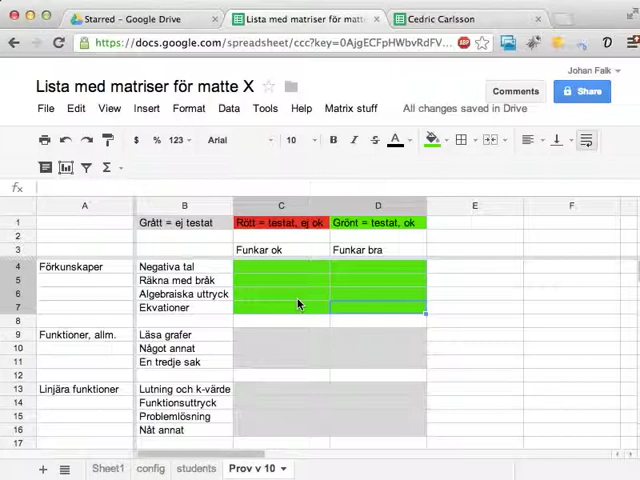 Starred – Google Drive
Lista med matriser för matte
Cedric Carlsson
https://docs.google.com/spreadsheet/ccc?key=0AjgECFpHWbvRdFV...
Johan Falk
Lista med matriser för matte X
Comments
Share
File Edit View Insert Format Data Tools Help Matrix stuff All changes saved in Drive
$ % 123 Arial 10 B I S A
Σ
fx
A B C D E F
1 Grått = ej testat Rött = testat, ej ok Grönt = testat, ok
2
3 Funkar ok Funkar bra
4 Förkunskaper Negativa tal
5 Räkna med bråk
6 Algebraiska uttryck
7 Ekvationer
8
9 Funktioner, allm. Läsa grafer
10 Något annat
11 En tredje sak
12
13 Linjära funktioner Lutning och k-värde
14 Funktionsuttryck
15 Problemlösning
16 Nåt annat
17
Sheet1 config students Prov v 10